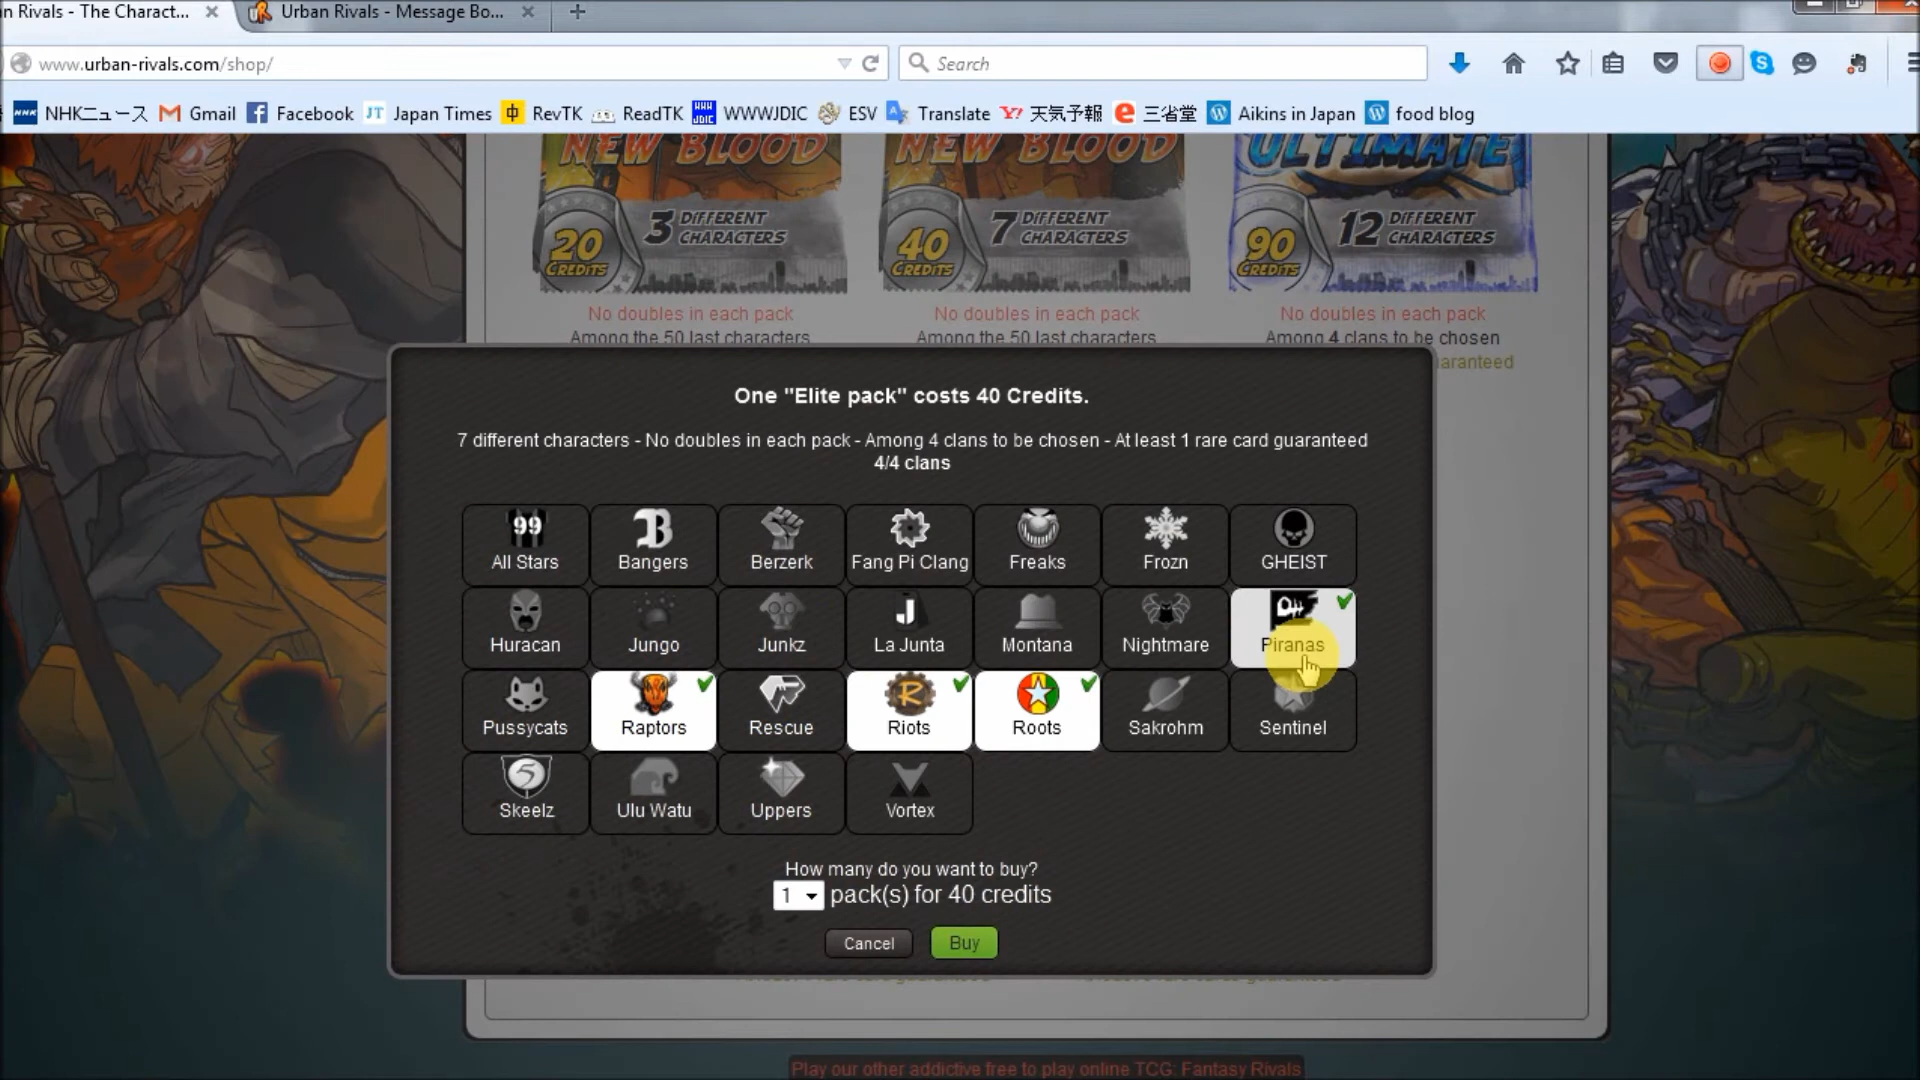 n Rivals - The Charact...
Urban Rivals - Message Bo...
www.urban-rivals.com/shop/
Search
NHKニュース Gmail Facebook JT Japan Times 中 RevTK ReadTK WWWJDIC ESV Translate Y! 天気予報 e 三省堂 Aikins in Japan food blog
NEW BLOOD
NEW BLOOD
ULTIMATE
20 CREDITS 3 DIFFERENT CHARACTERS
40 CREDITS 7 DIFFERENT CHARACTERS
90 CREDITS 12 DIFFERENT CHARACTERS
No doubles in each pack
No doubles in each pack
No doubles in each pack
Among the 50 last characters
Among the 50 last characters
Among 4 clans to be chosen
aranteed
One "Elite pack" costs 40 Credits.
7 different characters - No doubles in each pack - Among 4 clans to be chosen - At least 1 rare card guaranteed
4/4 clans
All Stars
Bangers
Berzerk
Fang Pi Clang
Freaks
Frozn
GHEIST
Huracan
Jungo
Junkz
La Junta
Montana
Nightmare
Piranas
Pussycats
Raptors
Rescue
Riots
Roots
Sakrohm
Sentinel
Skeelz
Ulu Watu
Uppers
Vortex
How many do you want to buy?
1 pack(s) for 40 credits
Cancel
Buy
Play our other addictive free to play online TCG: Fantasy Rivals